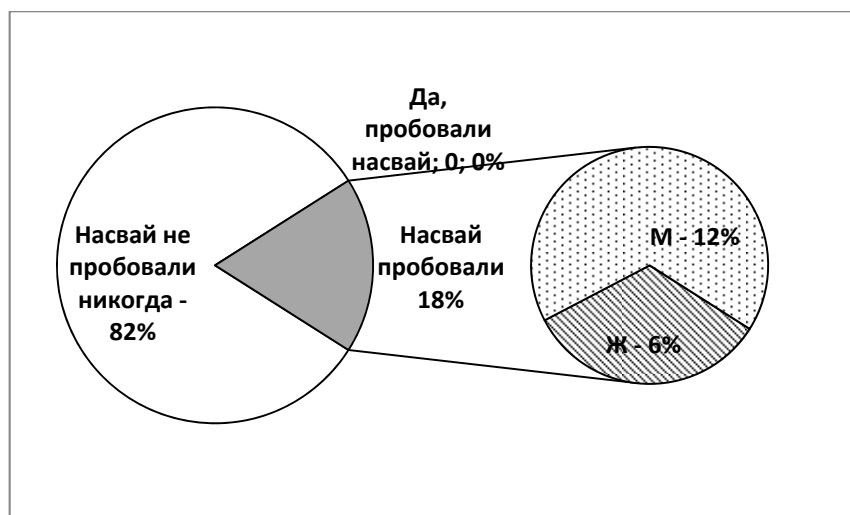 Да,
пробовали
насвай; 0; 0%
Насвай не
пробовали
никогда -
82%
Насвай
пробовали
18%
М - 12%
Ж - 6%